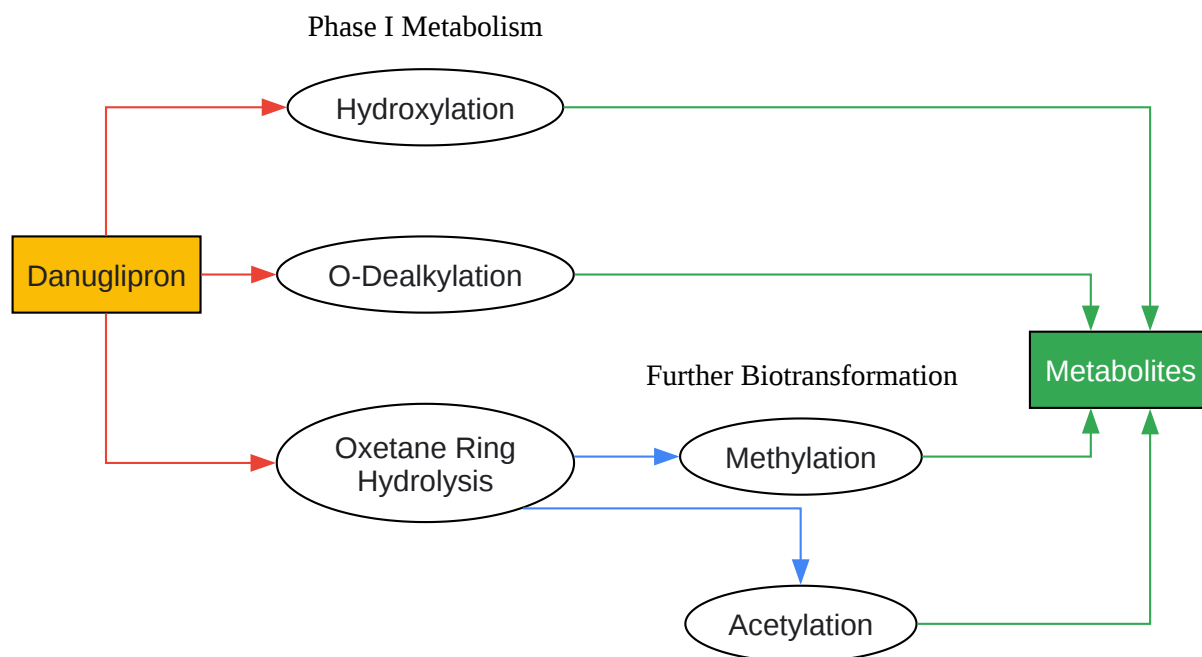 Phase I Metabolism
Hydroxylation
Danuglipron
O-Dealkylation
Further Biotransformation
Metabolites
Oxetane Ring
Hydrolysis
Methylation
Acetylation